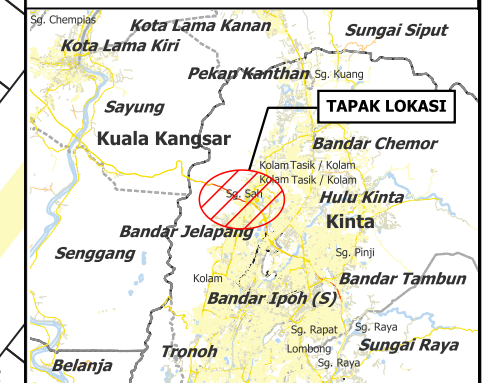 Sg. Chempias
Kota Lama Kanan
Sungai Siput
Kota Lama Kiri
Pekan Kanthan
Sg. Kuang
Sayung
TAPAK LOKASI
Kuala Kangsar
Bandar Chemor
Kolam Tasik / Kolam
Kolam Tasik / Kolam
Sg. Sah
Hulu Kinta
Kinta
Bandar Jelapang
Senggang
Sg. Pinji
Kolam
Bandar Tambun
Bandar Ipoh (S)
Sg. Rapat
Sg. Raya
Tronoh
Lombong
Sungai Raya
Belanja
Sg. Raya